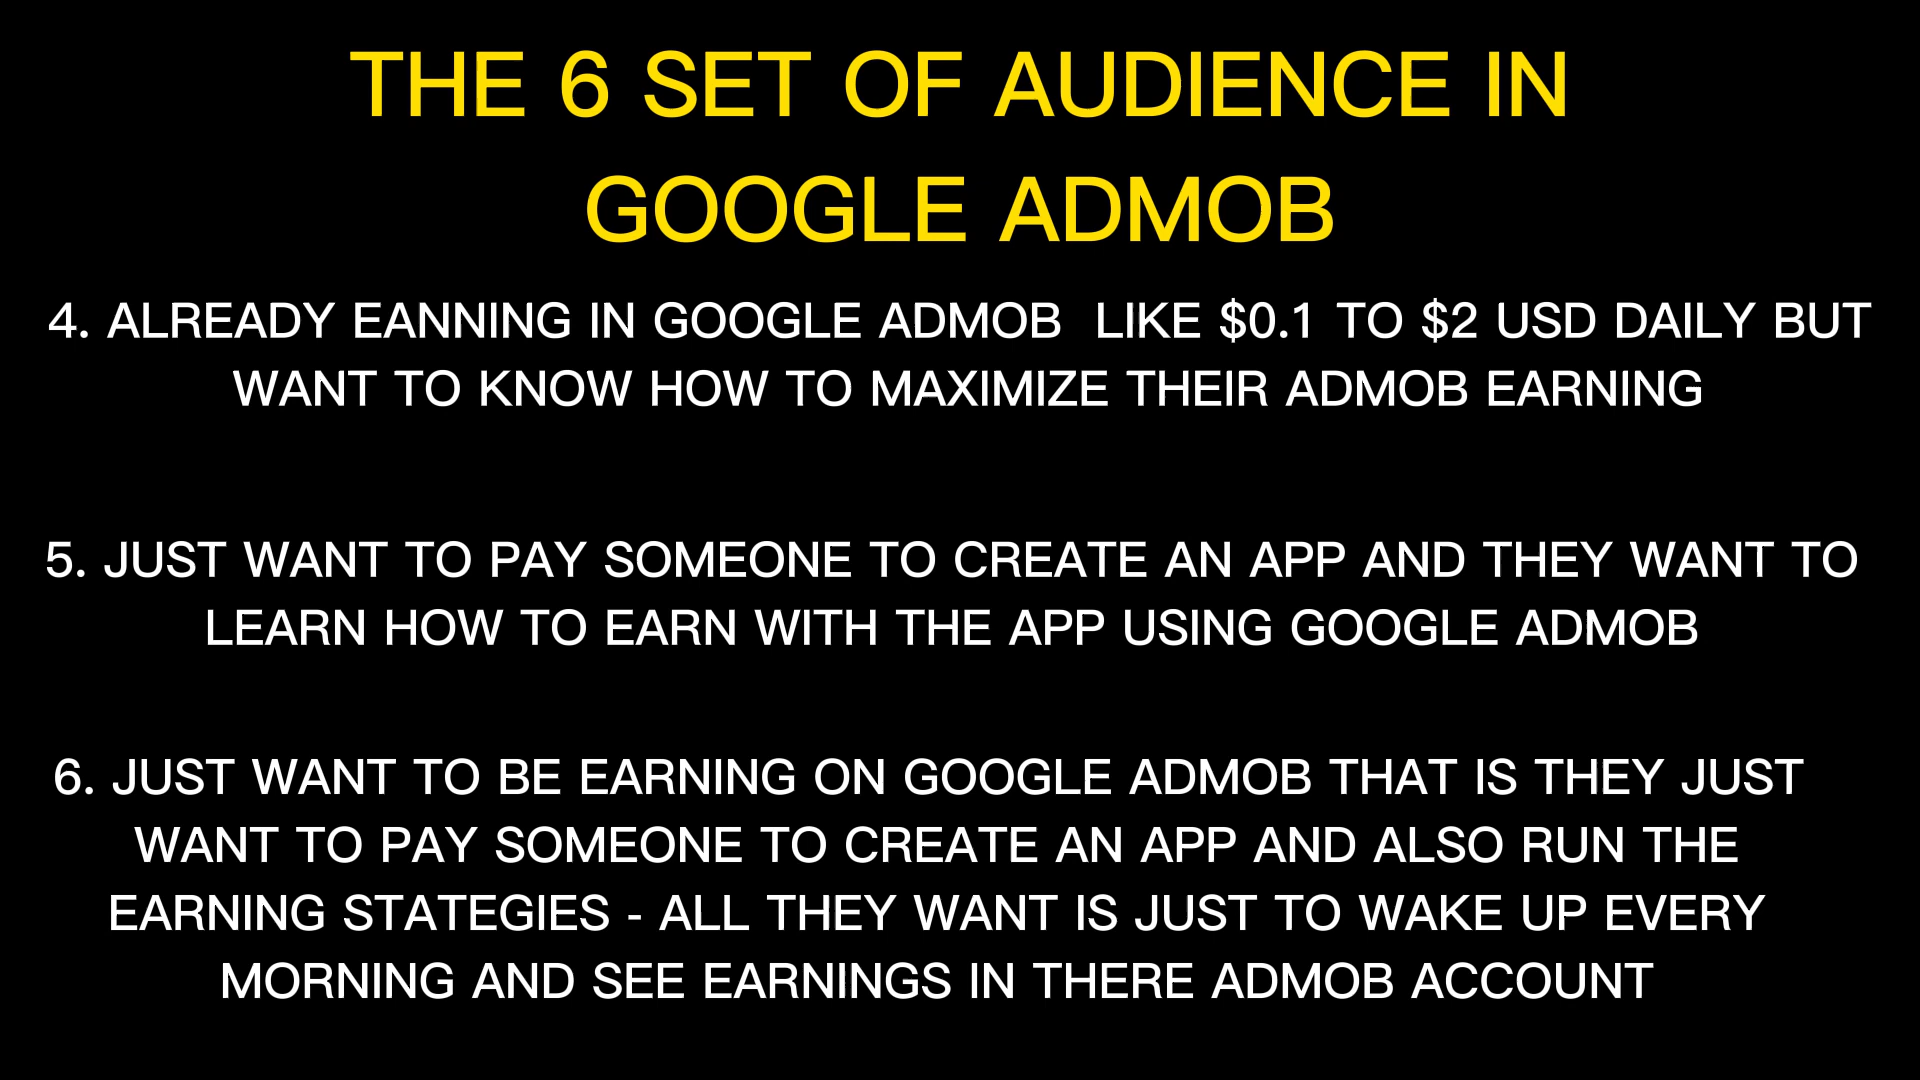 THE 6 SET OF AUDIENCE IN
GOOGLE ADMOB
4. ALREADY EANNING IN GOOGLE ADMOB LIKE $0.1 TO $2 USD DAILY BUT
WANT TO KNOW HOW TO MAXIMIZE THEIR ADMOB EARNING
5. JUST WANT TO PAY SOMEONE TO CREATE AN APP AND THEY WANT TO
LEARN HOW TO EARN WITH THE APP USING GOOGLE ADMOB
6. JUST WANT TO BE EARNING ON GOOGLE ADMOB THAT IS THEY JUST
WANT TO PAY SOMEONE TO CREATE AN APP AND ALSO RUN THE
EARNING STATEGIES - ALL THEY WANT IS JUST TO WAKE UP EVERY
MORNING AND SEE EARNINGS IN THERE ADMOB ACCOUNT